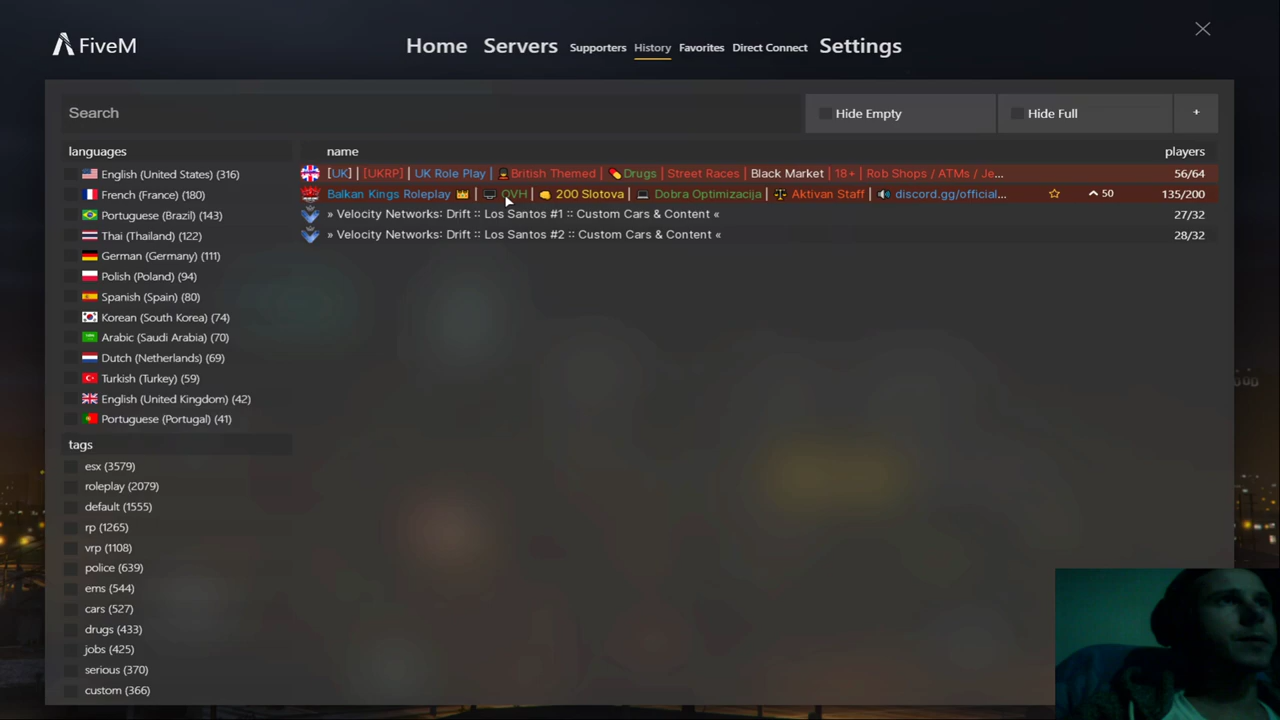 FiveM
Home Servers Supporters History Favorites Direct Connect Settings
Search
Hide Empty
Hide Full
+
languages
English (United States) (316)
French (France) (180)
Portuguese (Brazil) (143)
Thai (Thailand) (122)
German (Germany) (111)
Polish (Poland) (94)
Spanish (Spain) (80)
Korean (South Korea) (74)
Arabic (Saudi Arabia) (70)
Dutch (Netherlands) (69)
Turkish (Turkey) (59)
English (United Kingdom) (42)
Portuguese (Portugal) (41)
tags
esx (3579)
roleplay (2079)
default (1555)
rp (1265)
vrp (1108)
police (639)
ems (544)
cars (527)
drugs (433)
jobs (425)
serious (370)
custom (366)
name players
[UK] | [UKRP] | UK Role Play | British Themed | Drugs | Street Races | Black Market | 18+ | Rob Shops / ATMs / Je... 56/64
Balkan Kings Roleplay | OVH | 200 Slotova | Dobra Optimizacija | Aktivan Staff | discord.gg/official... 50 135/200
» Velocity Networks: Drift :: Los Santos #1 :: Custom Cars & Content « 27/32
» Velocity Networks: Drift :: Los Santos #2 :: Custom Cars & Content « 28/32